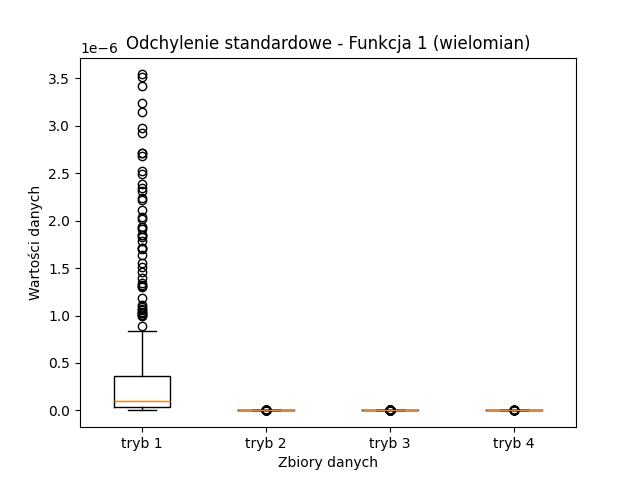 Odchylenie standardowe - Funkcja 1 (wielomian)
1e−6
3.5
3.0
2.5
2.0
1.5
1.0
0.5
0.0
Wartości danych
tryb 1 tryb 2 tryb 3 tryb 4
Zbiory danych